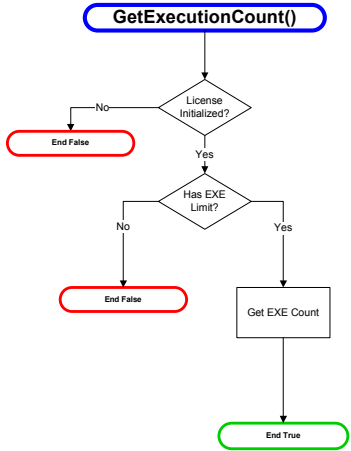 GetExecutionCount()
License
Initialized?
No
End False
Yes
Has EXE
Limit?
No
Yes
End False
Get EXE Count
End True